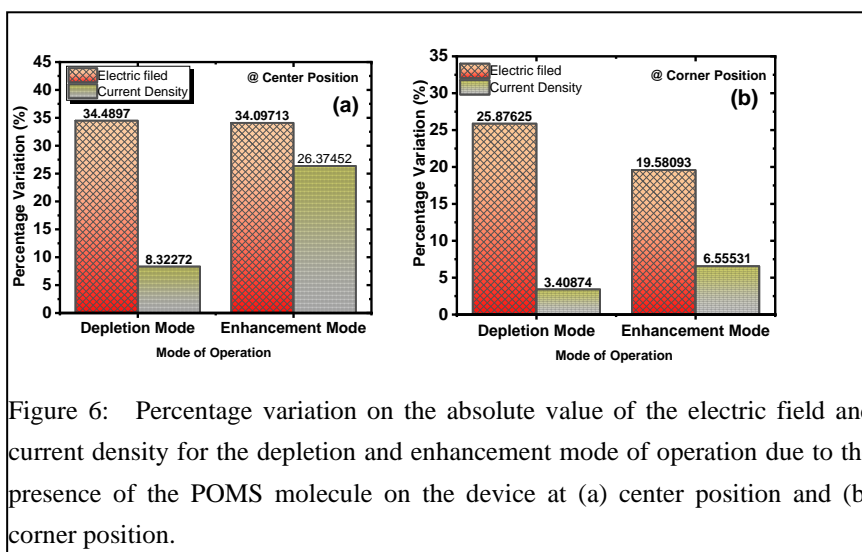 45
40
35
30
25
20
15
10
5
0
Percentage Variation (%)
Electric filed
Current Density
@ Center Position
(a)
34.4897
8.32272
34.09713
26.37452
Depletion Mode
Enhancement Mode
Mode of Operation
35
30
25
20
15
10
5
0
Percentage Variation (%)
Electric filed
Current Density
@ Corner Position
(b)
25.87625
3.40874
19.58093
6.55531
Depletion Mode
Enhancement Mode
Mode of Operation
Figure 6: Percentage variation on the absolute value of the electric field and
current density for the depletion and enhancement mode of operation due to th
presence of the POMS molecule on the device at (a) center position and (b
corner position.